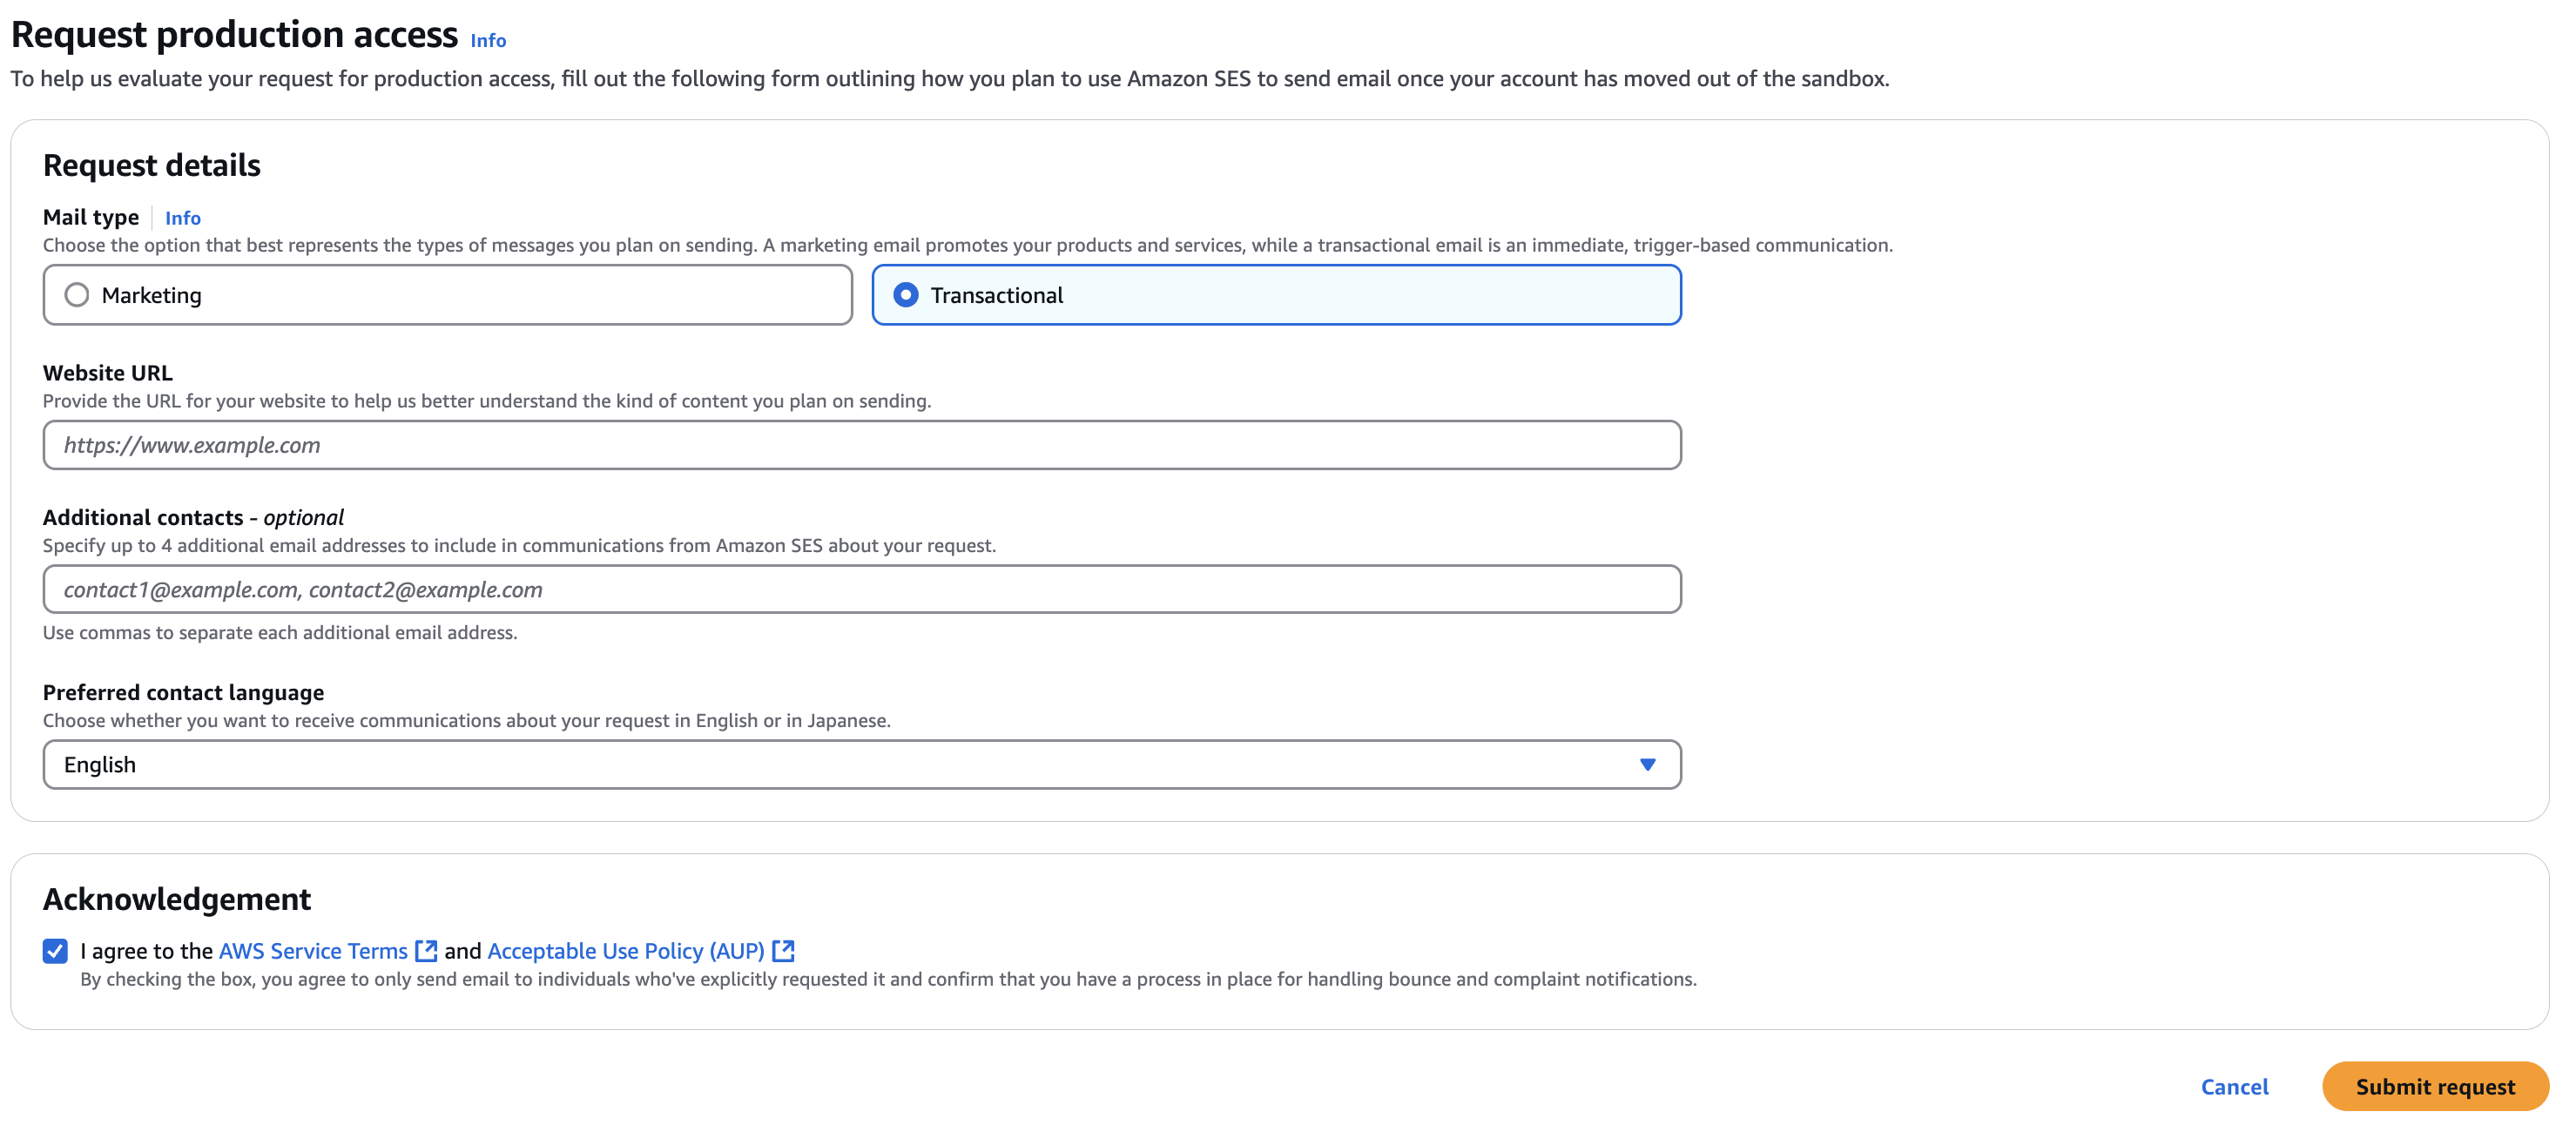 Request production access Info
To help us evaluate your request for production access, fill out the following form outlining how you plan to use Amazon SES to send email once your account has moved out of the sandbox.
Request details
Mail type Info
Choose the option that best represents the types of messages you plan on sending. A marketing email promotes your products and services, while a transactional email is an immediate, trigger-based communication.
Marketing
Transactional
Website URL
Provide the URL for your website to help us better understand the kind of content you plan on sending.
https://www.example.com
Additional contacts - optional
Specify up to 4 additional email addresses to include in communications from Amazon SES about your request.
contact1@example.com, contact2@example.com
Use commas to separate each additional email address.
Preferred contact language
Choose whether you want to receive communications about your request in English or in Japanese.
English
Acknowledgement
I agree to the AWS Service Terms and Acceptable Use Policy (AUP)
By checking the box, you agree to only send email to individuals who've explicitly requested it and confirm that you have a process in place for handling bounce and complaint notifications.
Cancel
Submit request